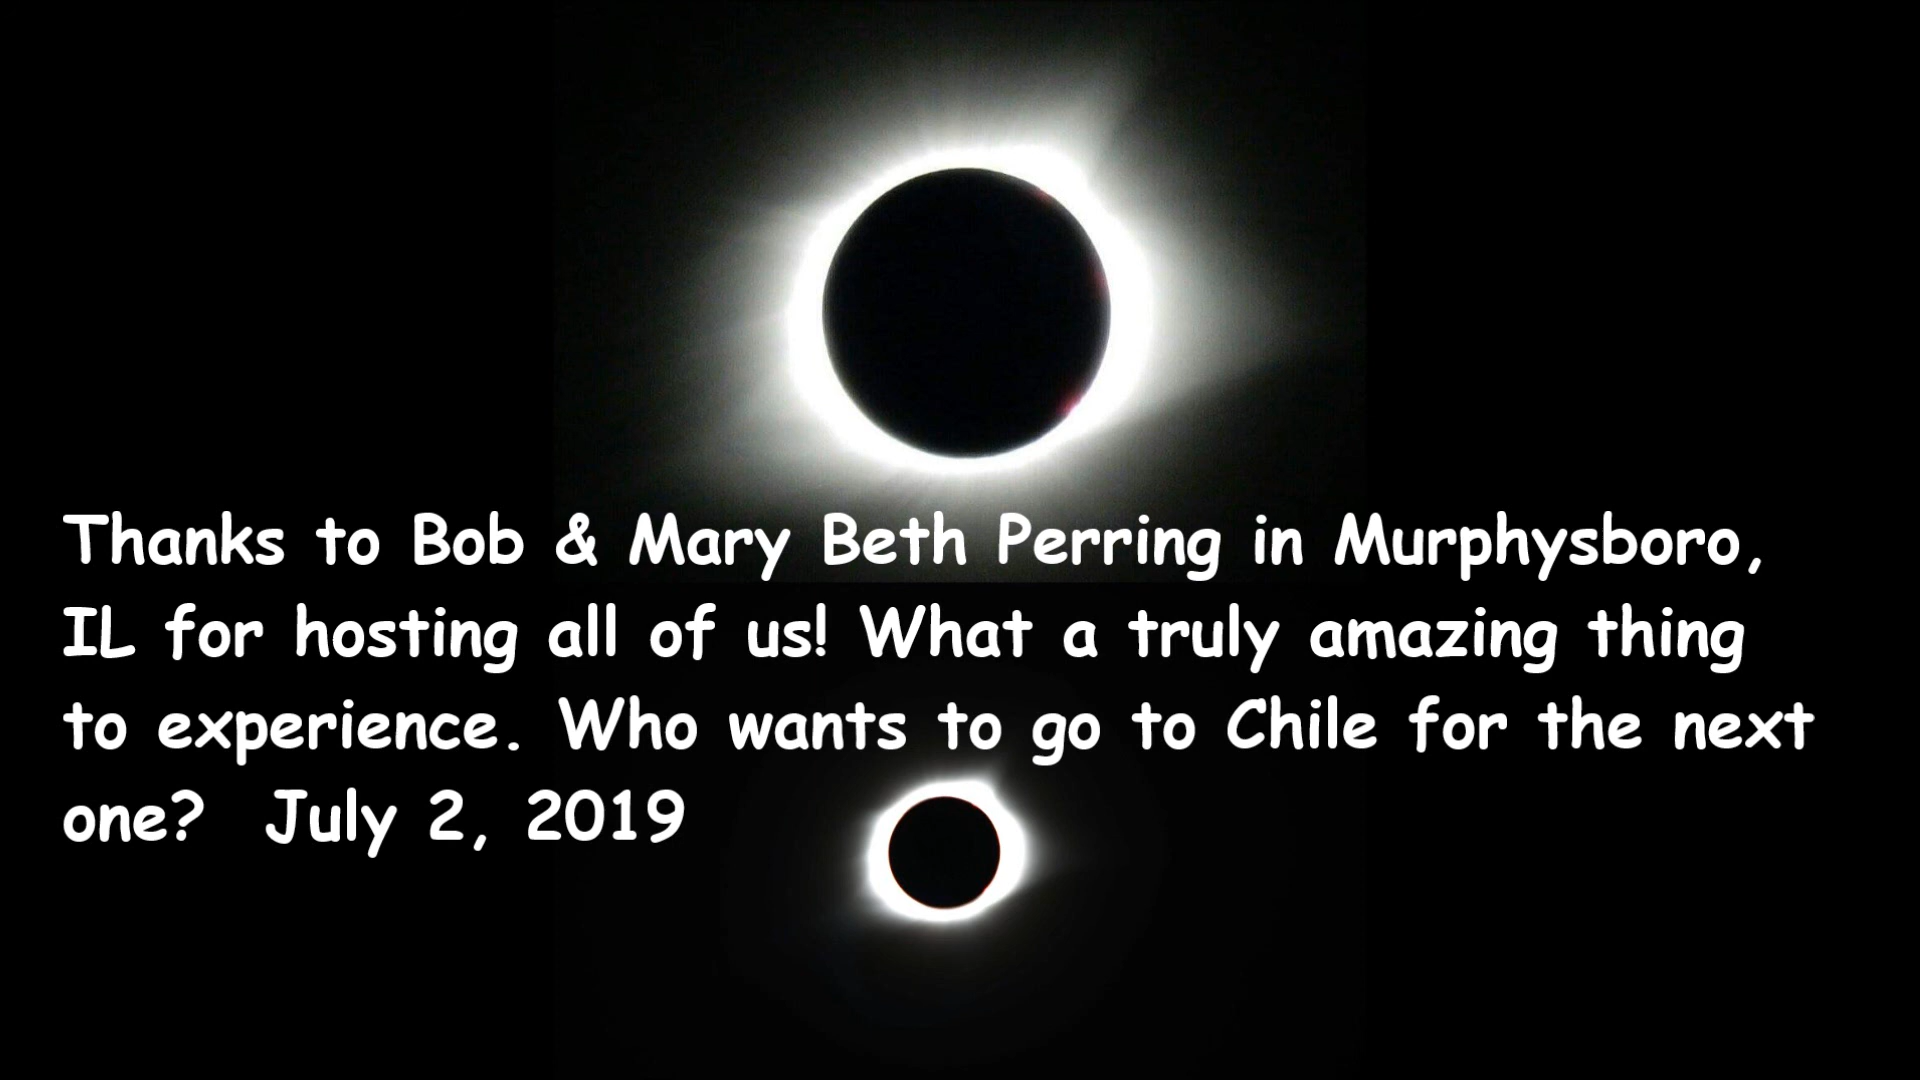 Thanks to Bob & Mary Beth Perring in Murphysboro,
IL for hosting all of us! What a truly amazing thing
to experience. Who wants to go to Chile for the next
one?  July 2, 2019